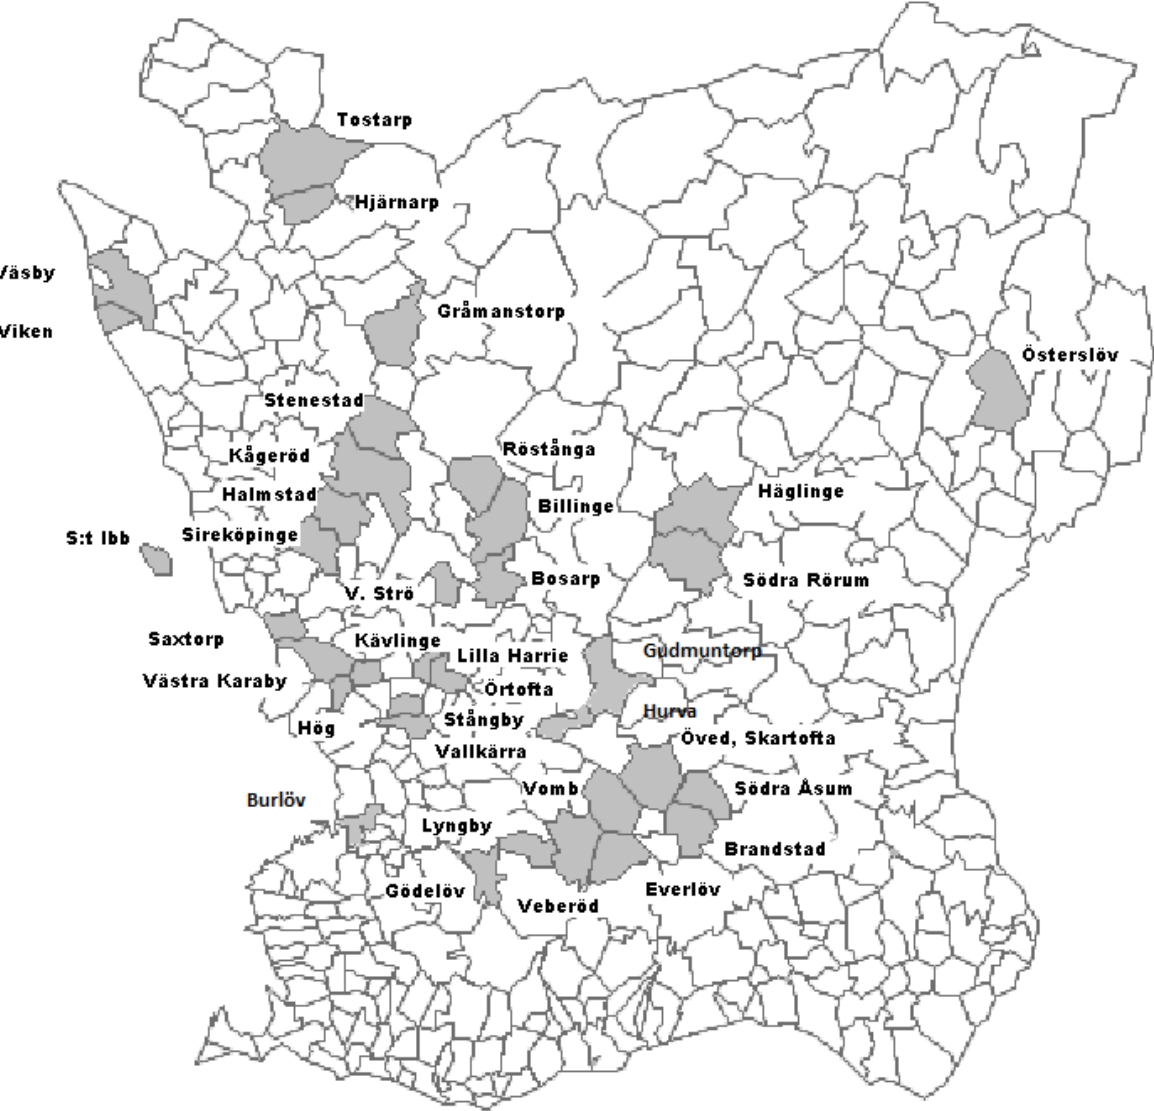 Tostarp
Hjärnarp
Väsby
Gråmanstorp
Viken
Österslöv
Stenestad
Röstånga
Kågeröd
Häglinge
Halmstad
Billinge
Sireköpinge
S:t Ibb
Bosarp
Södra Rörum
V. Strö
Saxtorp
Kävlinge
Gudmuntorp
Lilla Harrie
Västra Karaby
Örtofta
Hurva
Stångby
Hög
Öved, Skartofta
Vallkärra
Vomb
Södra Åsum
Burlöv
Lyngby
Brandstad
Gödelöv
Everlöv
Veberöd